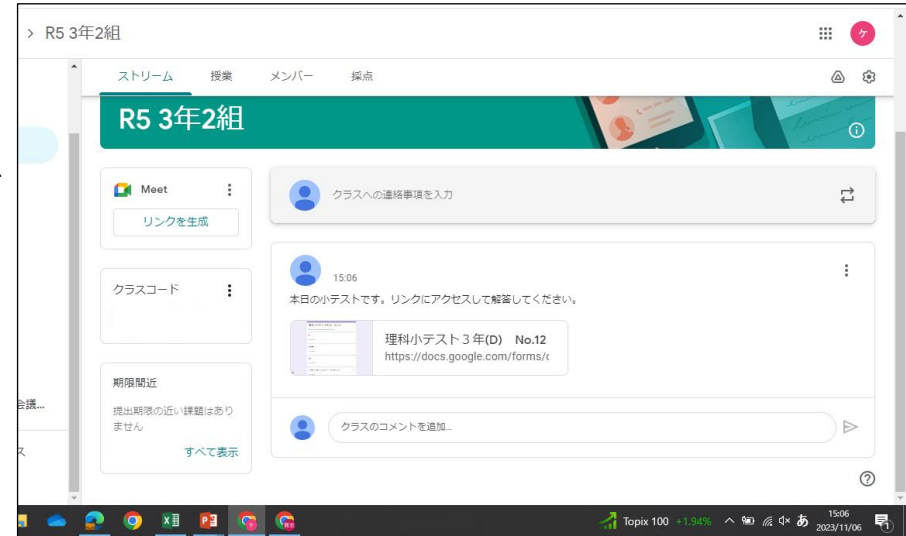 R5 3年2組
ケ
ストリーム
授業
メンバー
採点
R5 3年2組
Meet
リンクを生成
クラスへの連絡事項を入力
クラスコード
15:06
本日の小テストです。リンクにアクセスして解答してください。
理科小テスト3年(D) No.12
https://docs.google.com/forms/c
期限間近
提出期限の近い課題はあり
ません
すべて表示
会議...
ス
クラスのコメントを追加...
Topix 100 +1.94%
あ
15:06
2023/11/06